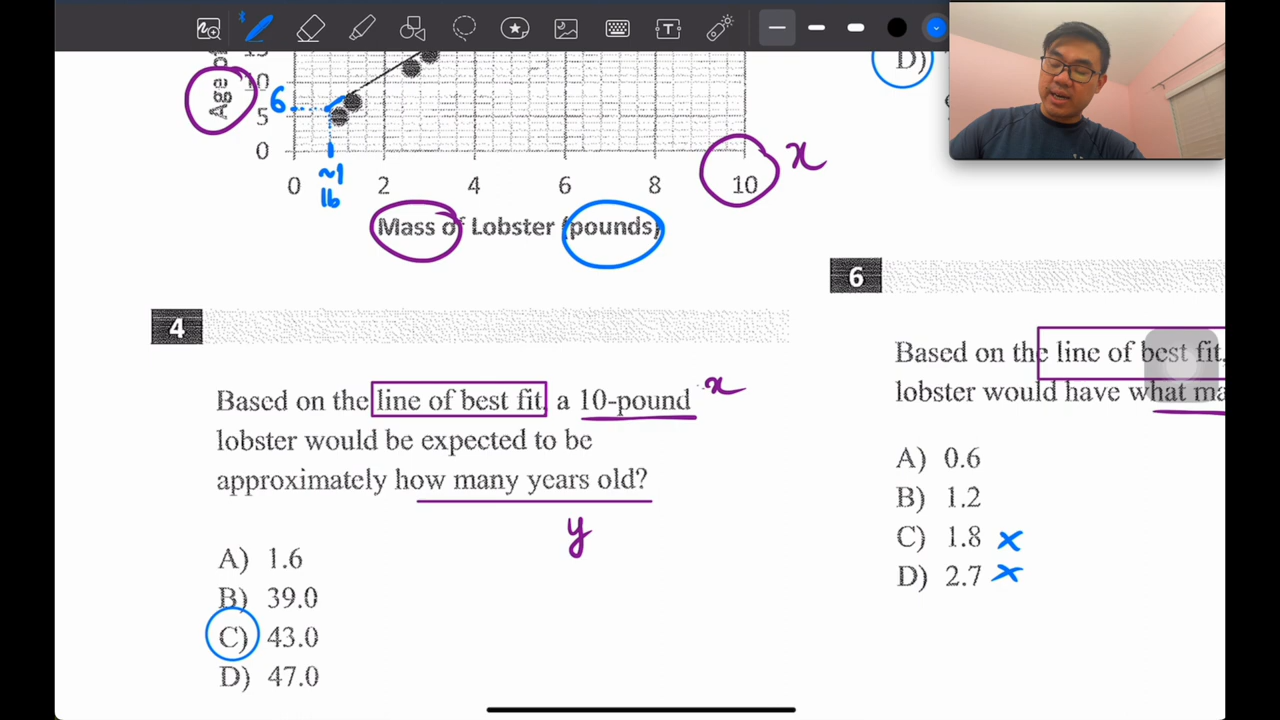 Age o
15
10
6
5
0
0 2 4 6 8 10
x
~1
lb
Mass of Lobster (pounds)
D)
4
Based on the line of best fit, a 10-pound x
lobster would be expected to be
approximately how many years old?
y
A) 1.6
B) 39.0
C) 43.0
D) 47.0
6
Based on the line of best fit,
lobster would have what ma
A) 0.6
B) 1.2
C) 1.8 x
D) 2.7 x